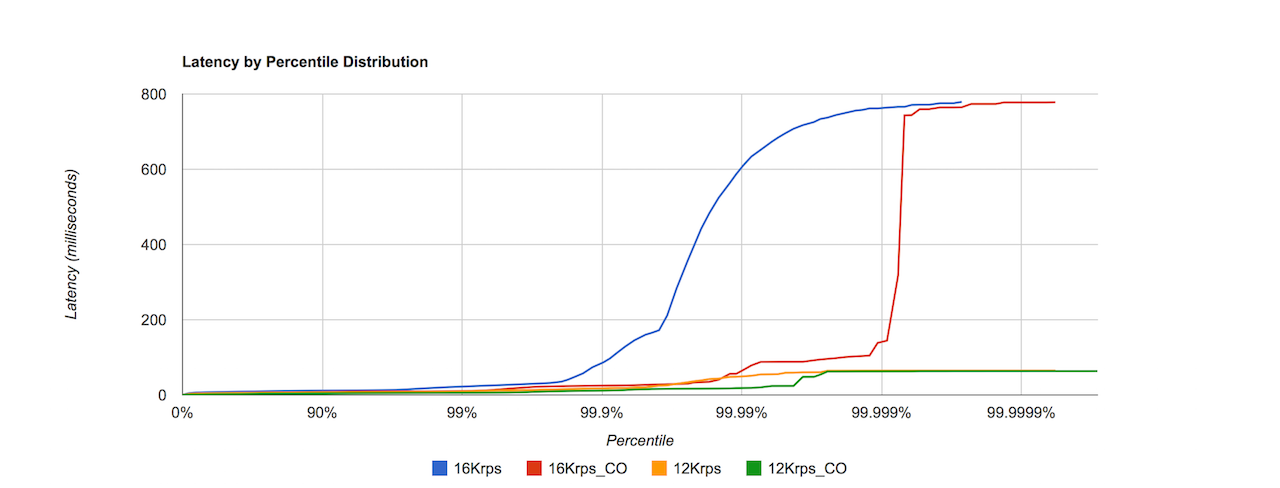 Latency by Percentile Distribution
800
600
400
200
0
Latency (milliseconds)
0% 90% 99% 99.9% 99.99% 99.999% 99.9999%
Percentile
16Krps 16Krps_CO 12Krps 12Krps_CO